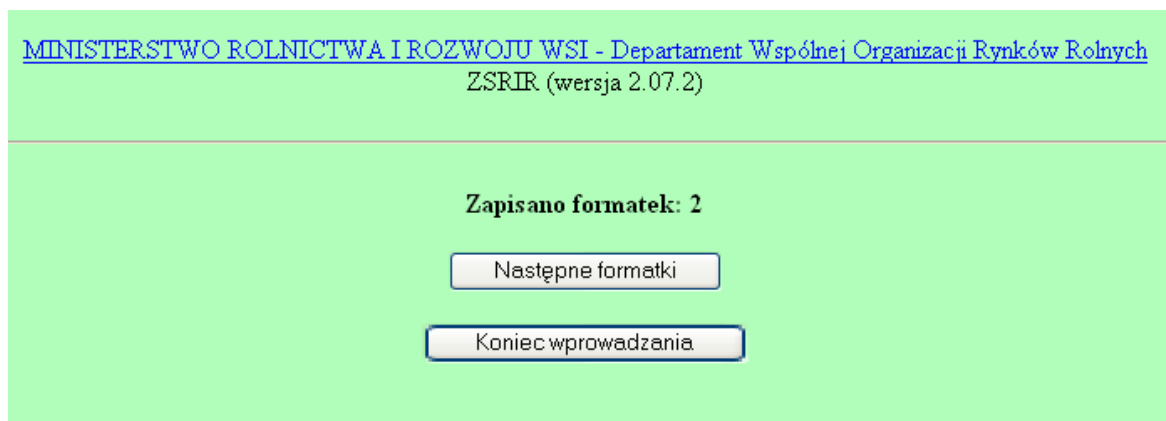 MINISTERSTWO ROLNICTWA I ROZWOJU WSI - Departament Wspólnej Organizacji Rynków Rolnych
ZSRIR (wersja 2.07.2)
Zapisano formatek: 2
Następne formatki
Koniec wprowadzania